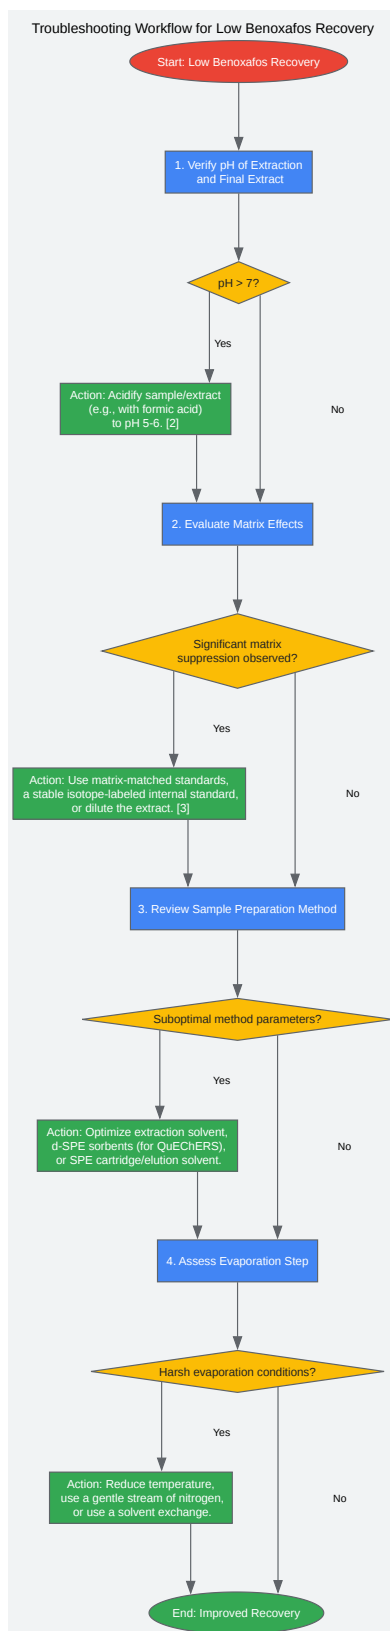 Troubleshooting Workflow for Low Benoxafos Recovery
Start: Low Benoxafos Recovery
1. Verify pH of Extraction
and Final Extract
pH > 7?
Yes
Action: Acidify sample/extract
(e.g., with formic acid)
to pH 5-6. [2]
No
2. Evaluate Matrix Effects
Significant matrix
suppression observed?
Yes
Action: Use matrix-matched standards,
a stable isotope-labeled internal standard,
or dilute the extract. [3]
No
3. Review Sample Preparation Method
Suboptimal method parameters?
Yes
Action: Optimize extraction solvent,
d-SPE sorbents (for QuEChERS),
or SPE cartridge/elution solvent.
No
4. Assess Evaporation Step
Harsh evaporation conditions?
Yes
Action: Reduce temperature,
use a gentle stream of nitrogen,
or use a solvent exchange.
No
End: Improved Recovery